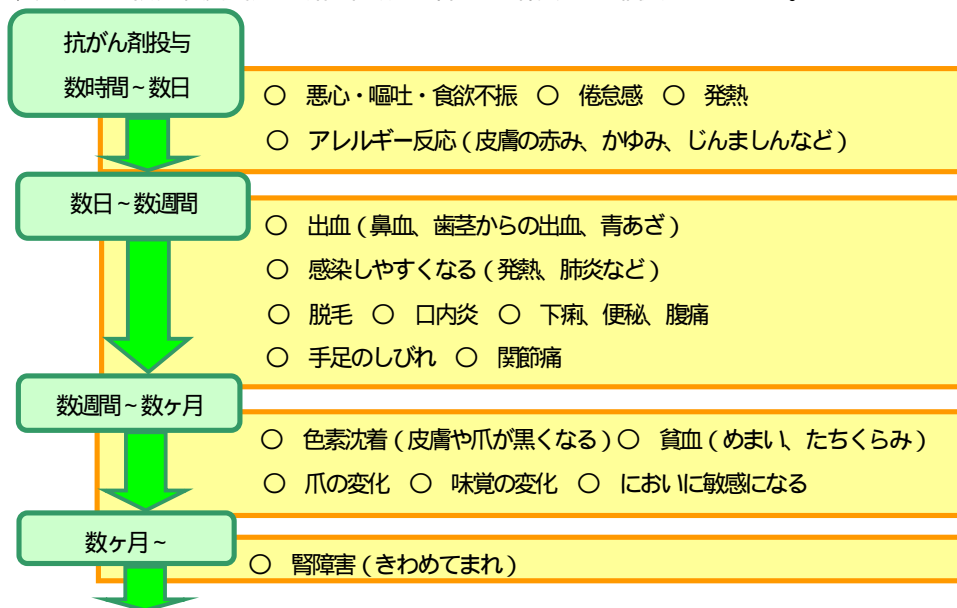 抗がん剤投与
数時間～数日
○ 悪心・嘔吐・食欲不振 ○ 倦怠感 ○ 発熱
○ アレルギー反応（皮膚の赤み、かゆみ、じんましんなど）
数日～数週間
○ 出血（鼻血、歯茎からの出血、青あざ）
○ 感染しやすくなる（発熱、肺炎など）
○ 脱毛 ○ 口内炎 ○ 下痢、便秘、腹痛
○ 手足のしびれ ○ 関節痛
数週間～数ヶ月
○ 色素沈着（皮膚や爪が黒くなる）○ 貧血（めまい、たちくらみ）
○ 爪の変化 ○ 味覚の変化 ○ においに敏感になる
数ヶ月～
○ 腎障害（きわめてまれ）